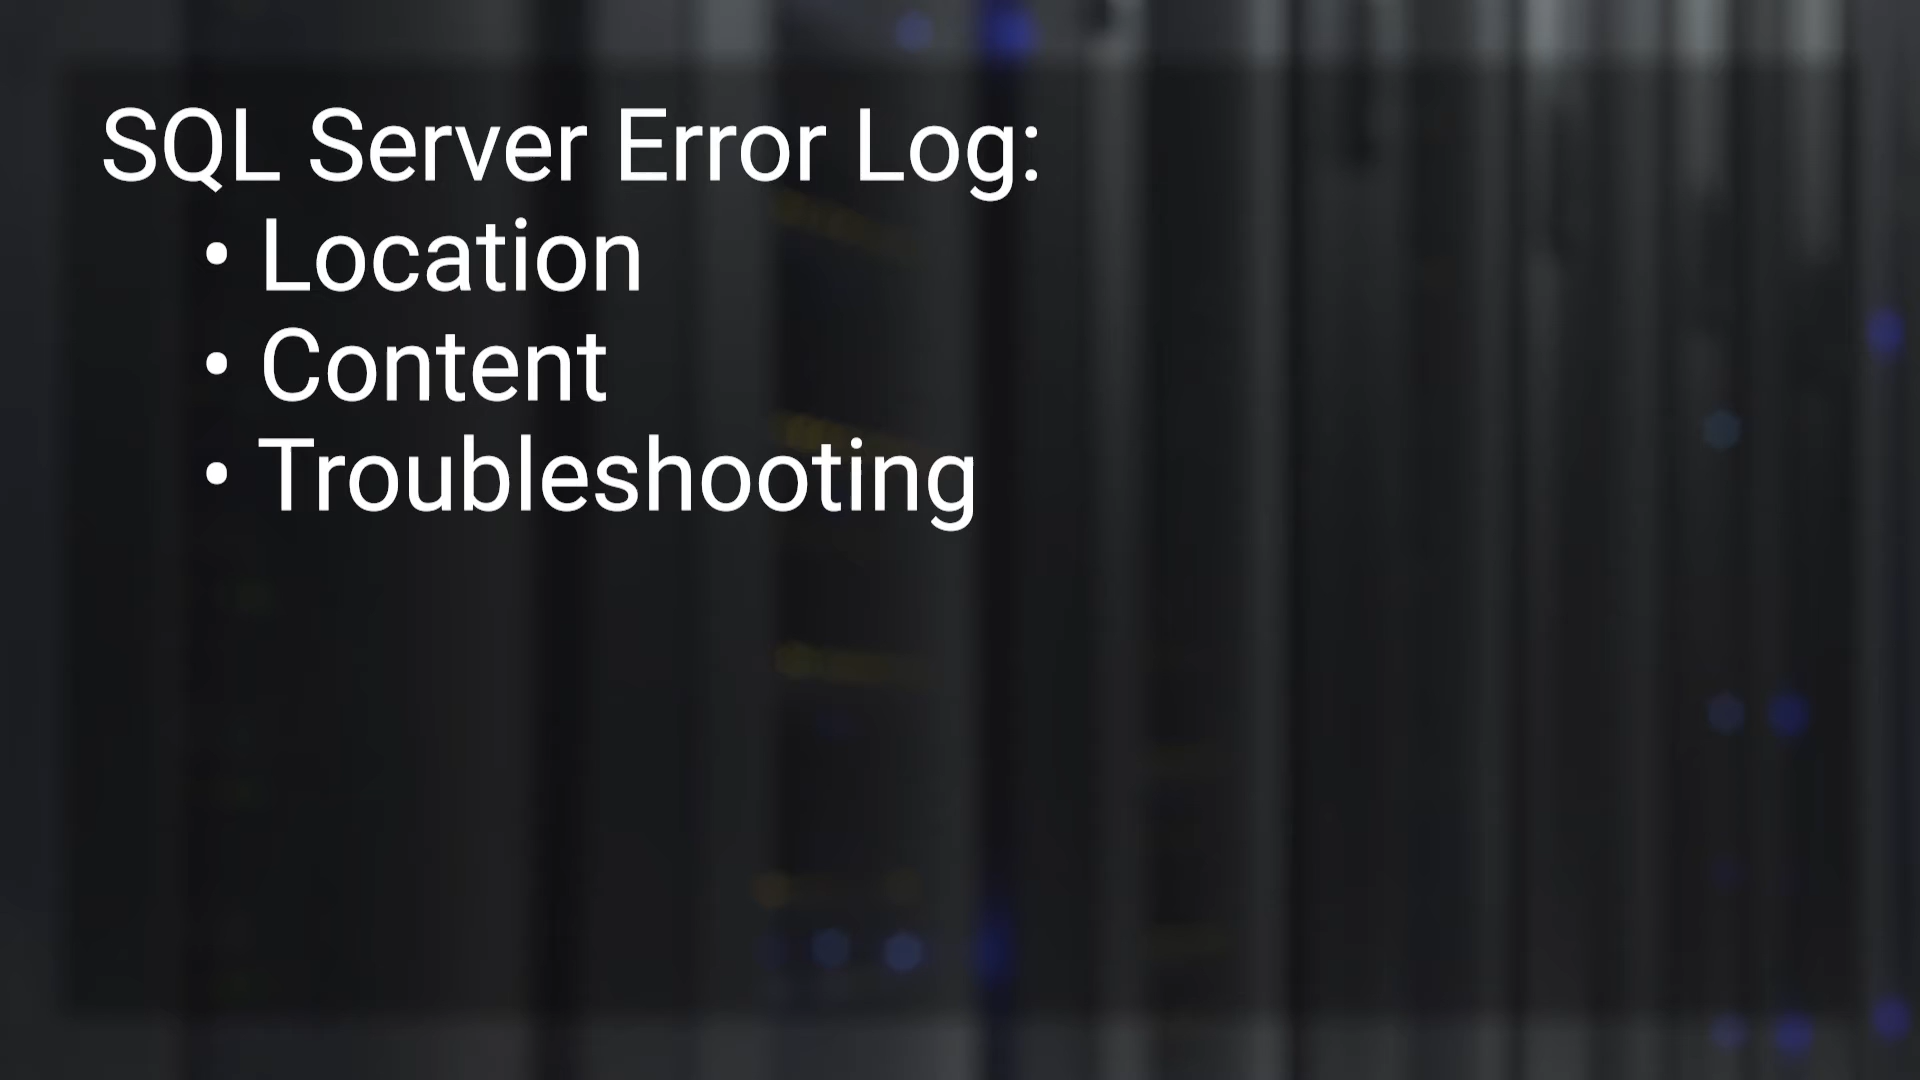 SQL Server Error Log:
• Location
• Content
• Troubleshooting